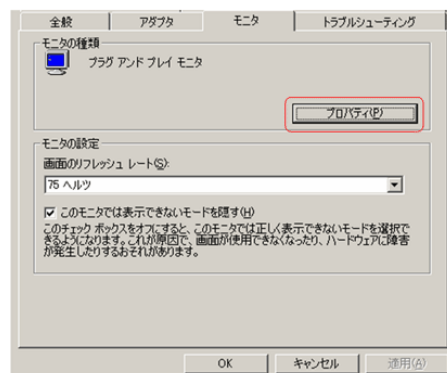 全般 アダプタ モニタ トラブルシューティング
モニタの種類
プラグ アンド プレイ モニタ
プロパティ(P)
モニタの設定
画面のリフレッシュ レート(S):
75 ヘルツ
このモニタでは表示できないモードを隠す(H)
このチェック ボックスをオフにすると、このモニタでは正しく表示できないモードを選択で
きるようになります。これが原因で、画面が使用できなくなったり、ハードウェアに障害
が発生したりするおそれがあります。
OK キャンセル 適用(A)